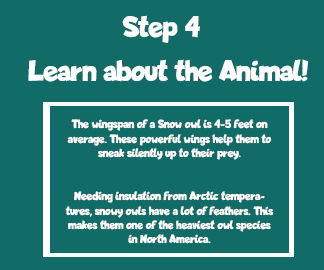 Step 4
Learn about the Animal!
The wingspan of a Snow owl is 4-5 feet on
average. These powerful wings help them to
sneak silently up to their prey.
Needing insulation from Arctic tempera-
tures, snowy owls have a lot of feathers. This
makes them one of the heaviest owl species
in North America.